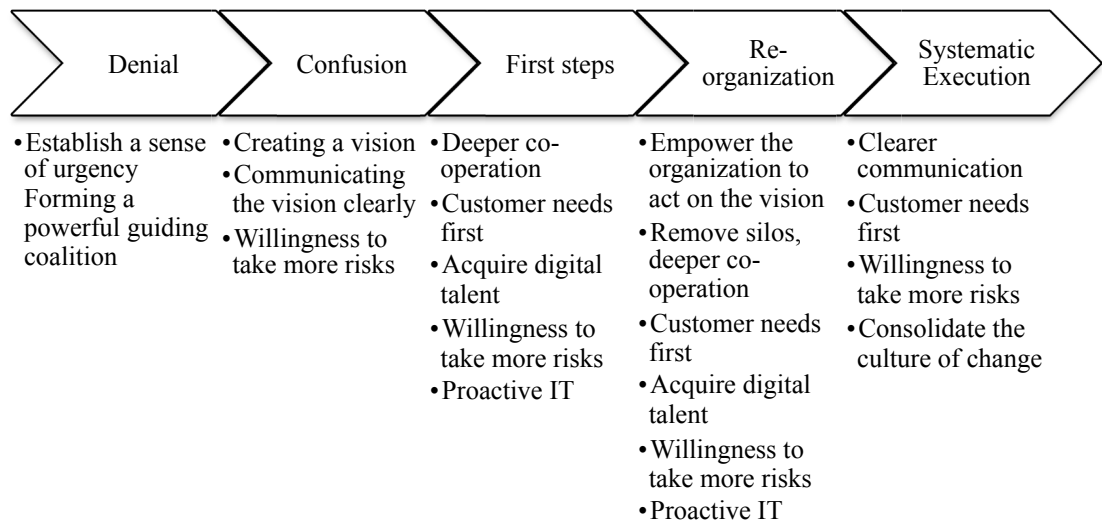 Denial
Confusion
First steps
Re-
organization
Systematic
Execution
•Establish a sense
of urgency
Forming a
powerful guiding
coalition
•Creating a vision
•Communicating
the vision clearly
•Willingness to
take more risks
•Deeper co-
operation
•Customer needs
first
•Acquire digital
talent
•Willingness to
take more risks
•Proactive IT
•Empower the
organization to
act on the vision
•Remove silos,
deeper co-
operation
•Customer needs
first
•Acquire digital
talent
•Willingness to
take more risks
•Proactive IT
•Clearer
communication
•Customer needs
first
•Willingness to
take more risks
•Consolidate the
culture of change